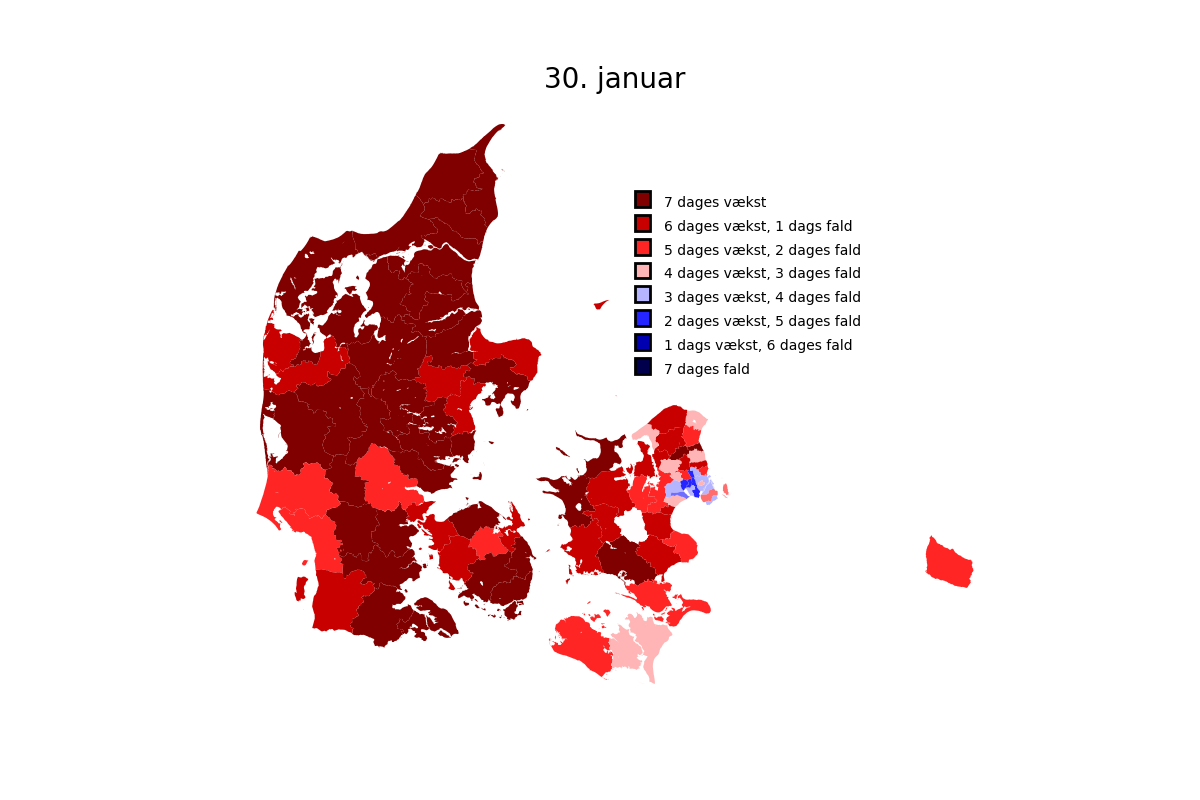 30. januar
7 dages vækst
6 dages vækst, 1 dags fald
5 dages vækst, 2 dages fald
4 dages vækst, 3 dages fald
3 dages vækst, 4 dages fald
2 dages vækst, 5 dages fald
1 dags vækst, 6 dages fald
7 dages fald